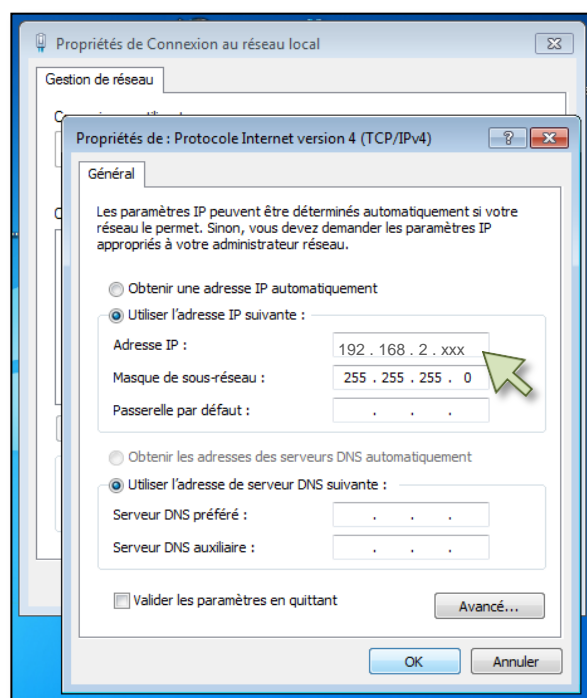 Propriétés de Connexion au réseau local
Gestion de réseau
Propriétés de : Protocole Internet version 4 (TCP/IPv4)
Général
Les paramètres IP peuvent être déterminés automatiquement si votre
réseau le permet. Sinon, vous devez demander les paramètres IP
appropriés à votre administrateur réseau.
Obtenir une adresse IP automatiquement
Utiliser l'adresse IP suivante :
Adresse IP : 192 . 168 . 2 . xxx
Masque de sous-réseau : 255 . 255 . 255 . 0
Passerelle par défaut : . . .
Obtenir les adresses des serveurs DNS automatiquement
Utiliser l'adresse de serveur DNS suivante :
Serveur DNS préféré : . . .
Serveur DNS auxiliaire : . . .
Valider les paramètres en quittant
Avancé...
OK Annuler